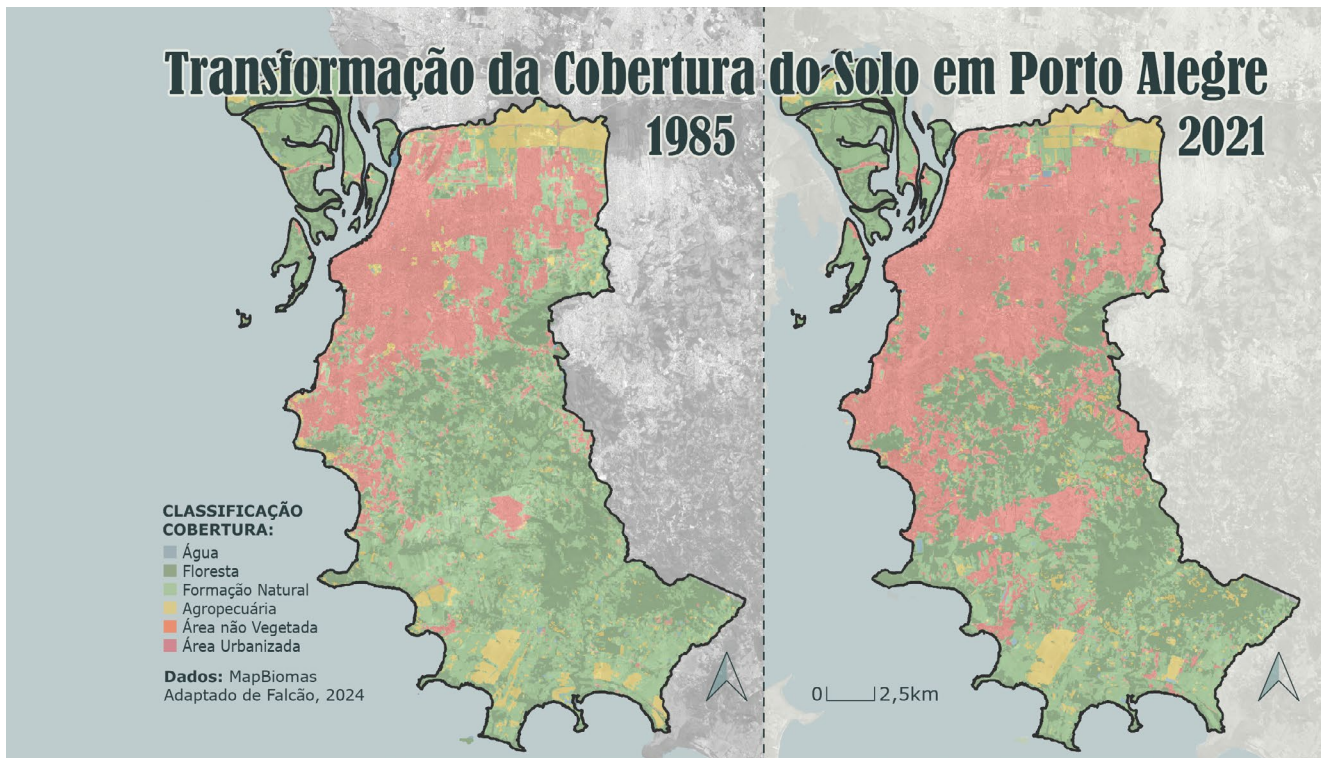 Transformação da Cobertura do Solo em Porto Alegre
1985
2021
CLASSIFICAÇÃO
COBERTURA:
Água
Floresta
Formação Natural
Agropecuária
Área não Vegetada
Área Urbanizada
Dados: MapBiomas
Adaptado de Falcão, 2024
0 2,5km